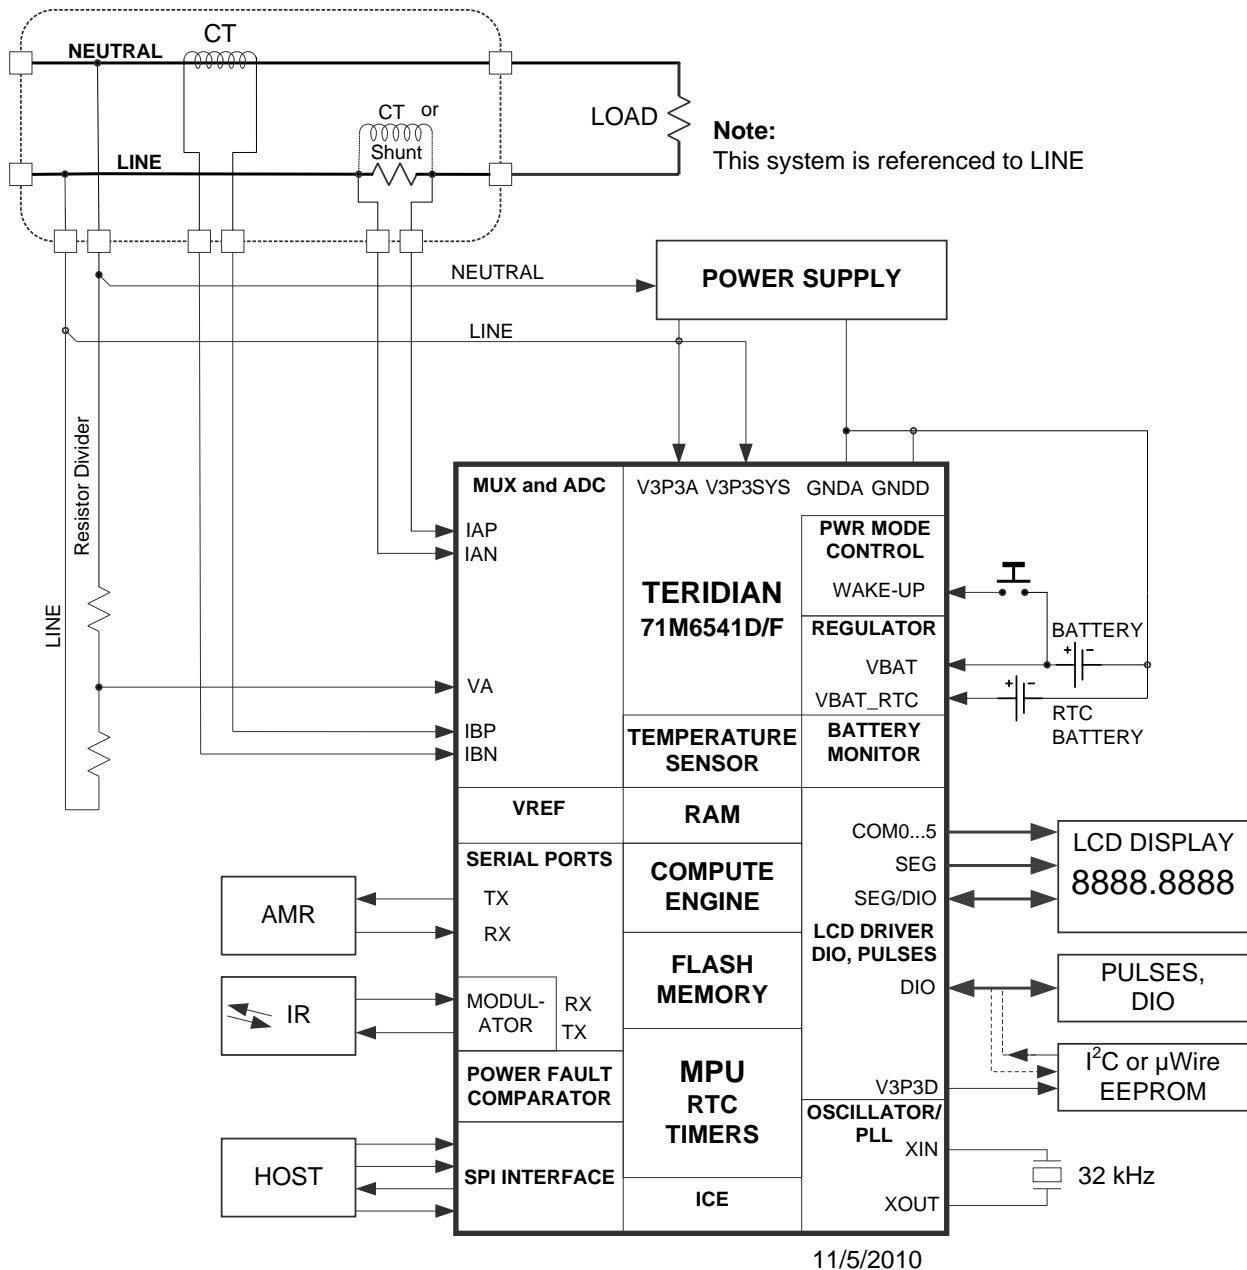 CT
NEUTRAL
CT or
Shunt
LINE
LOAD
Note:
This system is referenced to LINE
NEUTRAL
POWER SUPPLY
LINE
Resistor Divider
LINE
MUX and ADC
V3P3A V3P3SYS GNDA GNDD
IAP
IAN
VA
IBP
IBN
TERIDIAN
71M6541D/F
PWR MODE
CONTROL
WAKE-UP
REGULATOR
VBAT
VBAT_RTC
BATTERY
+ -
+ -
RTC
BATTERY
TEMPERATURE
SENSOR
BATTERY
MONITOR
VREF
RAM
COM0...5
SEG
SEG/DIO
LCD DISPLAY
8888.8888
SERIAL PORTS
TX
RX
AMR
COMPUTE
ENGINE
LCD DRIVER
DIO, PULSES
DIO
PULSES,
DIO
FLASH
MEMORY
IR
MODUL-
ATOR
RX
TX
I2C or µWire
EEPROM
V3P3D
POWER FAULT
COMPARATOR
MPU
RTC
TIMERS
OSCILLATOR/
PLL
XIN
XOUT
32 kHz
HOST
SPI INTERFACE
ICE
11/5/2010